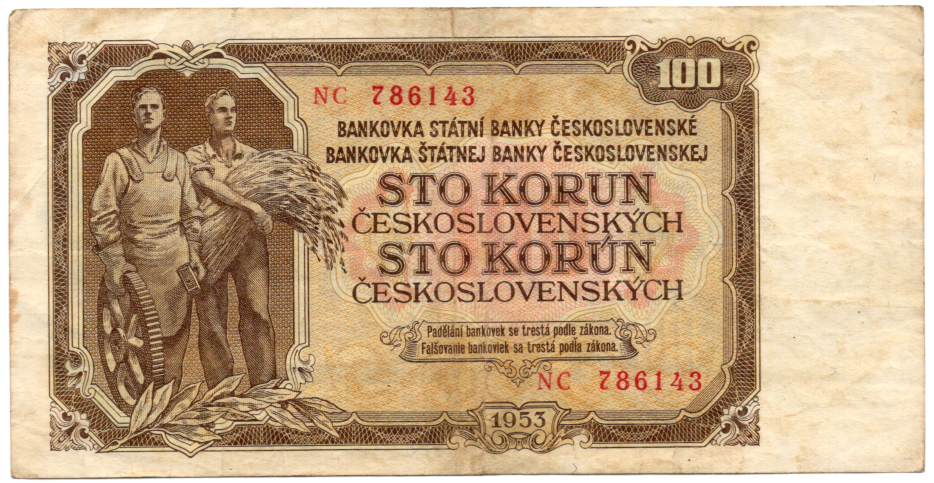 100
NC 786143
BANKOVKA STÁTNÍ BANKY ČESKOSLOVENSKÉ
BANKOVKA ŠTÁTNEJ BANKY ČESKOSLOVENSKEJ
STO KORUN
ČESKOSLOVENSKÝCH
STO KORÚN
ČESKOSLOVENSKÝCH
Padělání bankovek se trestá podle zákona.
Falšovanie bankoviek sa trestá podľa zákona.
NC 786143
1953
100